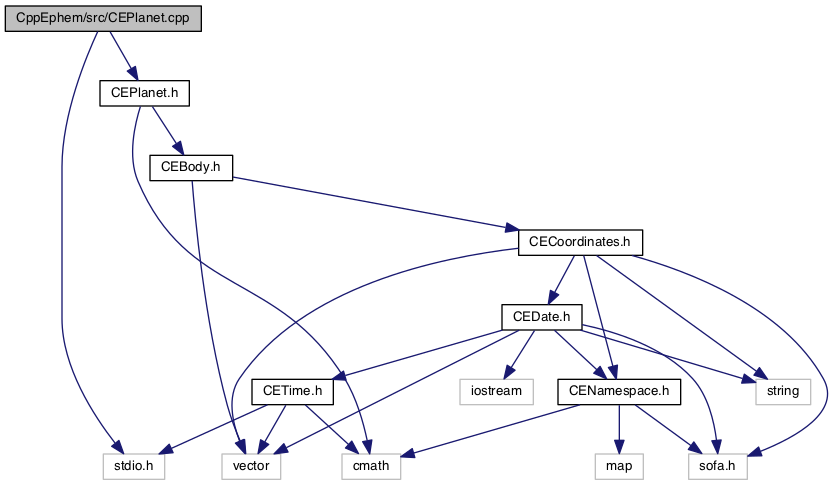 CppEphem/src/CEPlanet.cpp
CEPlanet.h
CEBody.h
CECoordinates.h
CEDate.h
CETime.h
iostream
CENamespace.h
string
stdio.h
vector
cmath
map
sofa.h